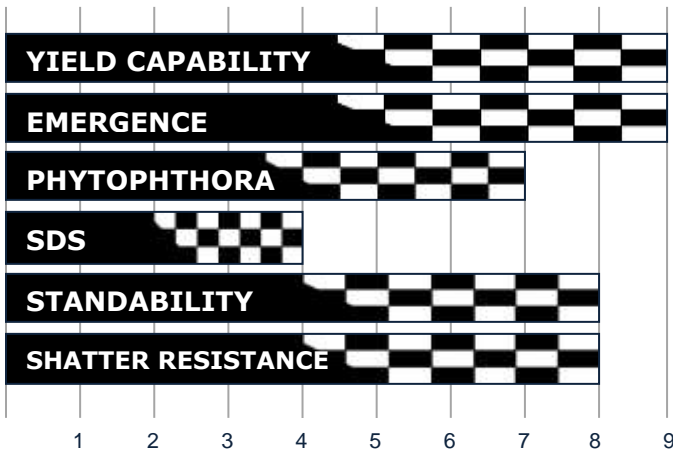 YIELD CAPABILITY
EMERGENCE
PHYTOPHTHORA
SDS
STANDABILITY
SHATTER RESISTANCE
1 2 3 4 5 6 7 8 9